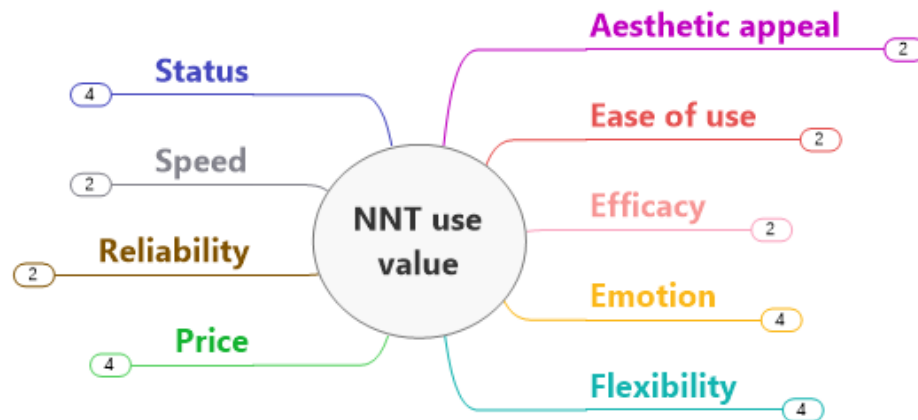 NNT use
value
Aesthetic appeal
2
Ease of use
2
Efficacy
2
Emotion
4
Flexibility
4
Status
4
Speed
2
Reliability
2
Price
4